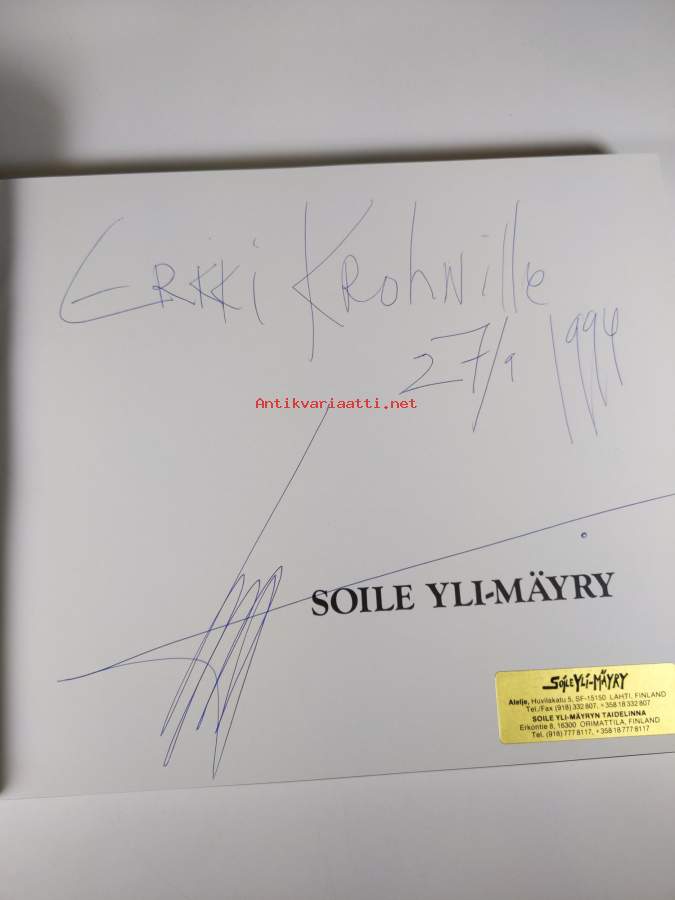 Erkki Krohnille
27/9 1994
Antikvariaatti.net
SOILE YLI-MÄYRY
SOILE YLI-MÄYRY
Atelje, Huvilakatu 5, SF-15150 LAHTI, FINLAND
Tel./Fax (918) 332 807, +358 18 332 807
SOILE YLI-MÄYRYN TAIDELINNA
Erkontie 8, 16300 ORIMATTILA, FINLAND
Tel. (918) 777 8117, +358 18 777 8117